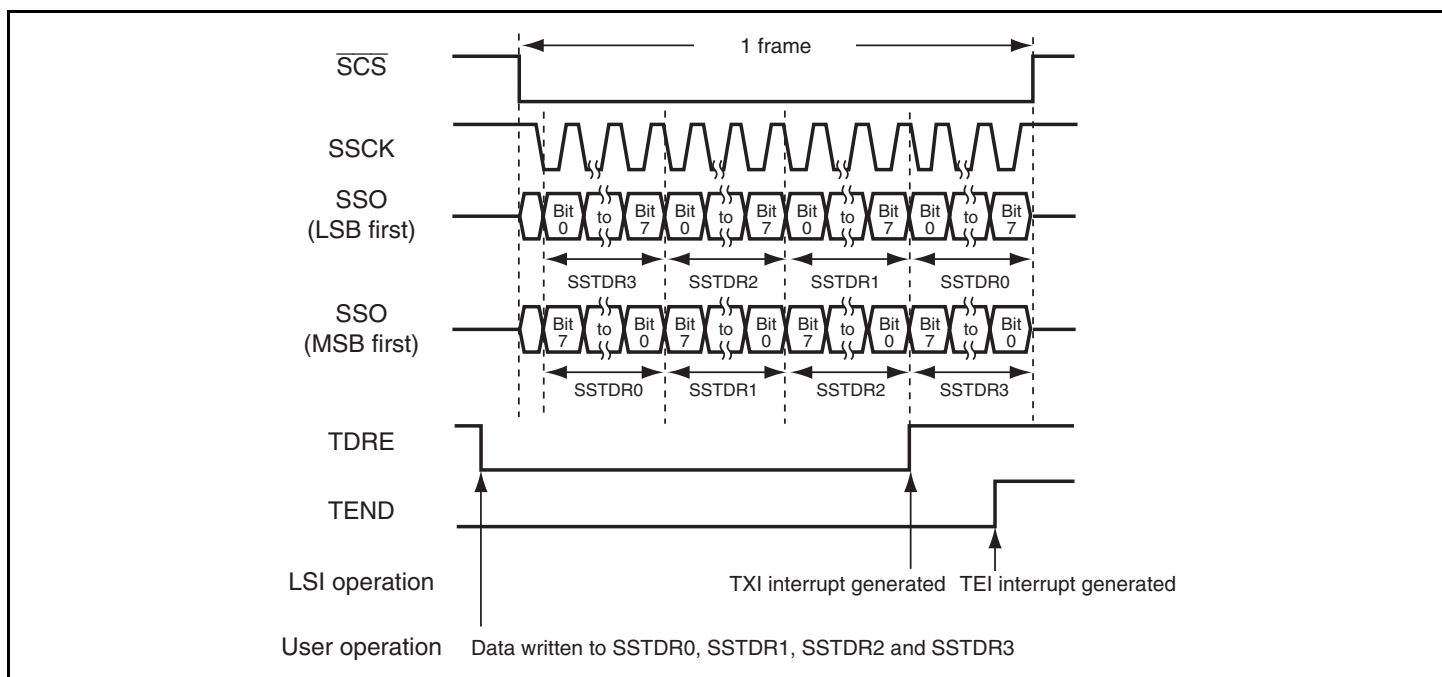 1 frame
SCS
SSCK
SSO
(LSB first)
Bit 0 to Bit 7 Bit 0 to Bit 7 Bit 0 to Bit 7 Bit 0 to Bit 7
SSTDR3 SSTDR2 SSTDR1 SSTDR0
SSO
(MSB first)
Bit 7 to Bit 0 Bit 7 to Bit 0 Bit 7 to Bit 0 Bit 7 to Bit 0
SSTDR0 SSTDR1 SSTDR2 SSTDR3
TDRE
TEND
LSI operation TXI interrupt generated TEI interrupt generated
User operation Data written to SSTDR0, SSTDR1, SSTDR2 and SSTDR3